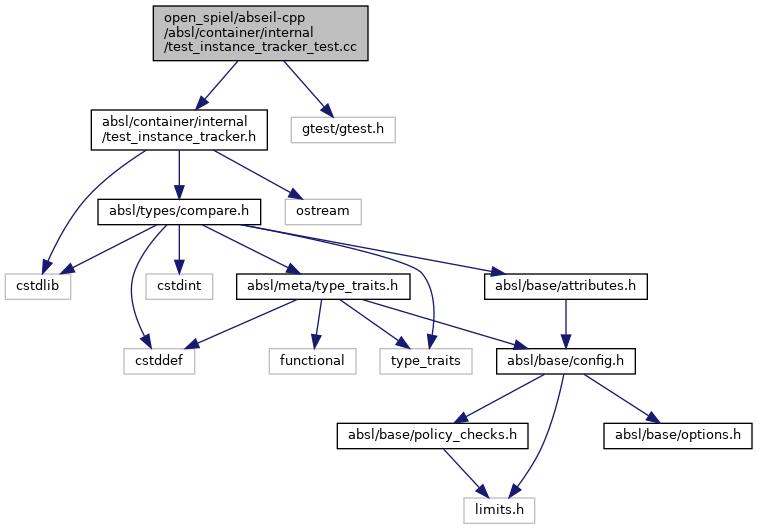 open_spiel/abseil-cpp
/absl/container/internal
/test_instance_tracker_test.cc
absl/container/internal
/test_instance_tracker.h
gtest/gtest.h
absl/types/compare.h
ostream
cstdlib
cstdint
absl/meta/type_traits.h
absl/base/attributes.h
cstddef
functional
type_traits
absl/base/config.h
absl/base/policy_checks.h
absl/base/options.h
limits.h